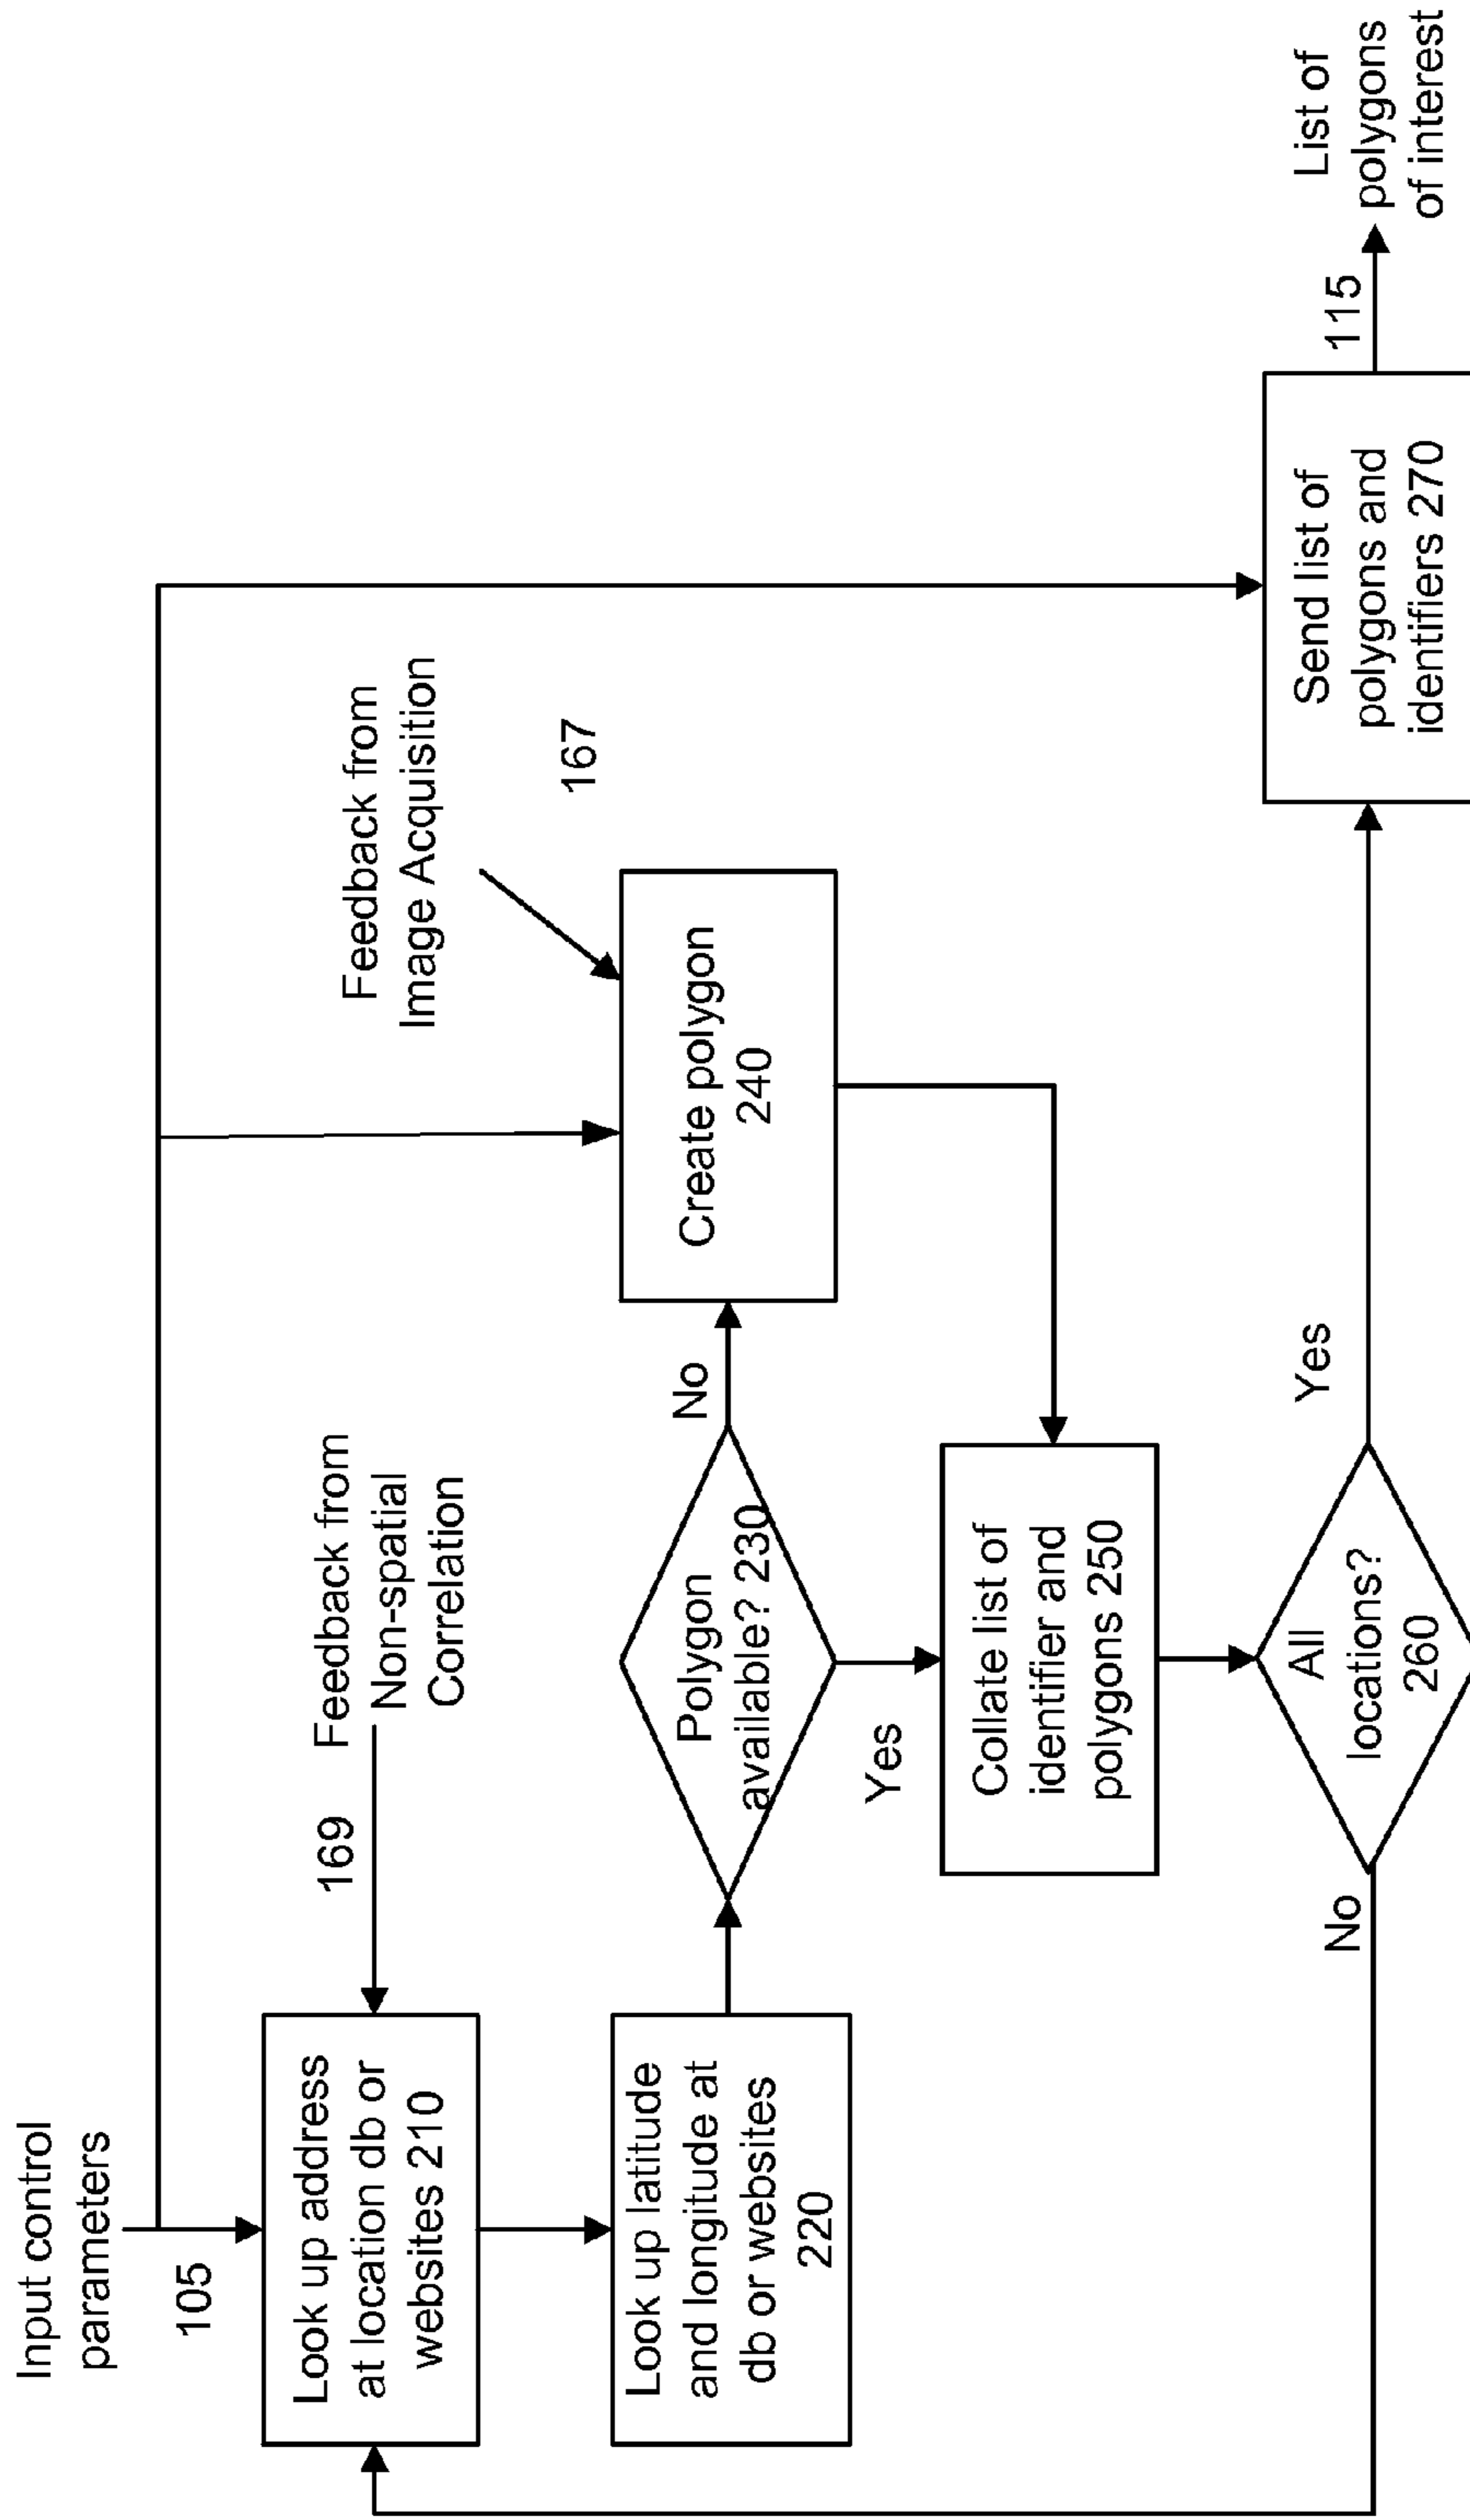 Input control
parameters
105
Look up address
at location db or
websites 210
169
Feedback from
Non-spatial
Correlation
Feedback from
Image Acquisition
167
Look up latitude
and longitude at
db or websites
220
Polygon
available? 230
No
Yes
Create polygon
240
Collate list of
identifier and
polygons 250
All
locations?
260
No
Yes
Send list of
polygons and
identifiers 270
115
List of
polygons
of interest